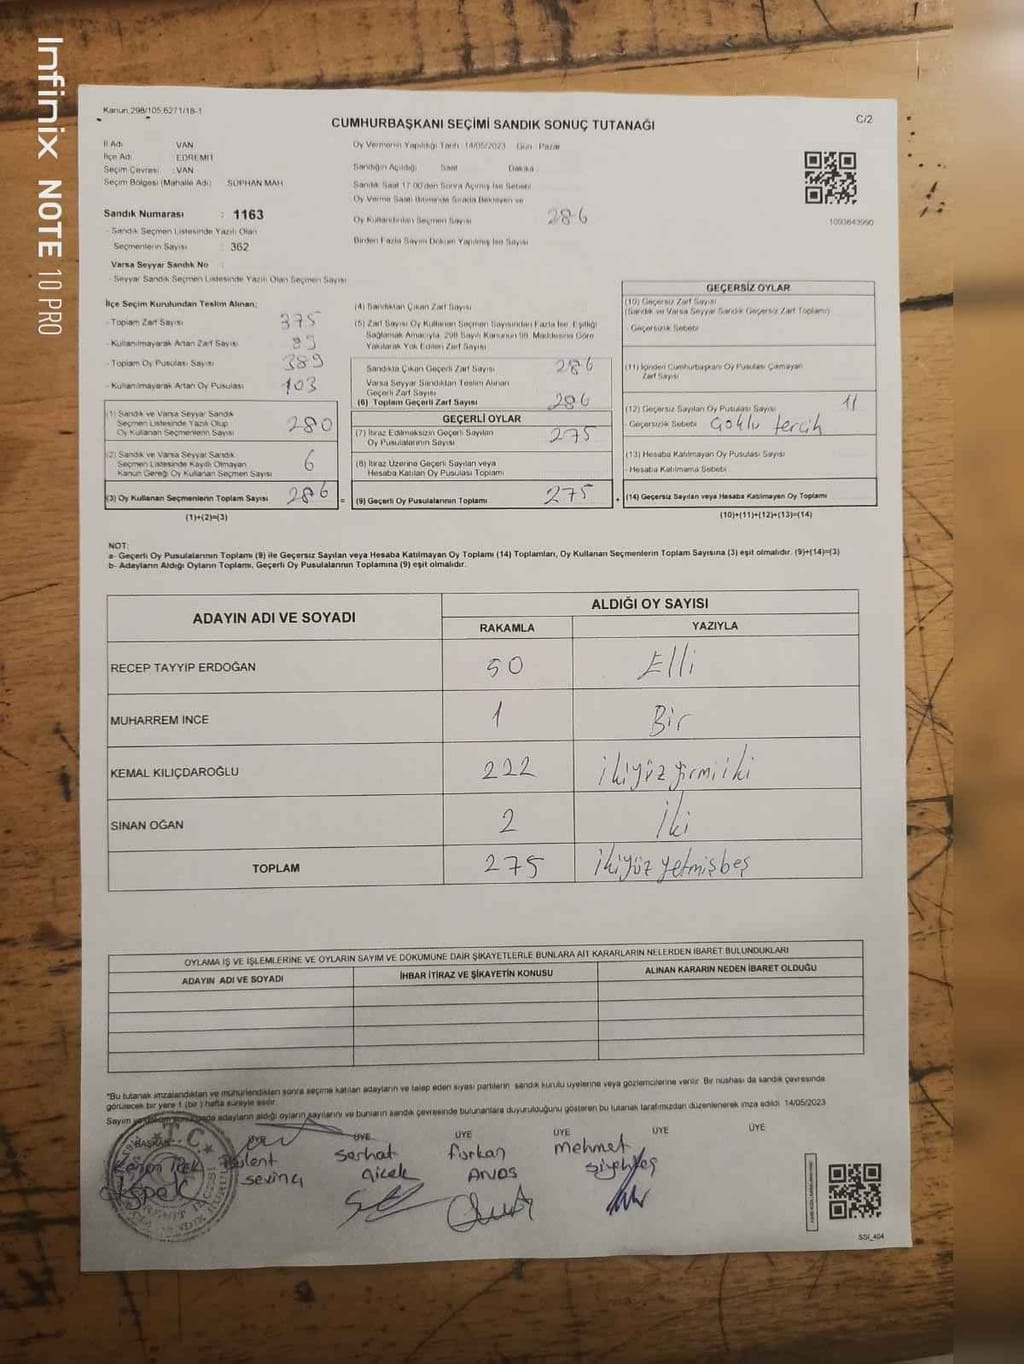 Infinix NOTE 10 PRO
Kanun 298/105,6271/18-1
C/2
CUMHURBAŞKANI SEÇİMİ SANDIK SONUÇ TUTANAĞI
İl Adı VAN
İlçe Adı EDREMIT
Seçim Çevresi : VAN
Seçim Bölgesi (Mahalle Adı) SÜPHAN MAH
Sandık Numarası : 1163
- Sandık Seçmen Listesinde Yazılı Olan
Seçmenlerin Sayısı : 362
Varsa Seyyar Sandık No
- Seyyar Sandık Seçmen Listesinde Yazılı Olan Seçmen Sayısı
Oy Vermenin Yapıldığı Tarih 14/05/2023 Gün Pazar
Sandığın Açıldığı Saat Dakika
Sandık Saat 17.00'den Sonra Açılmış İse Sebebi
Oy Verme Saati Bitiminde Sırada Bekleyen ve
Oy Kullandırılan Seçmen Sayısı 286
Birden Fazla Sayım Döküm Yapılmış İse Sayısı
1093843990
İlçe Seçim Kurulundan Teslim Alınan;
- Toplam Zarf Sayısı 375
- Kullanılmayarak Artan Zarf Sayısı 89
- Toplam Oy Pusulası Sayısı 389
- Kullanılmayarak Artan Oy Pusulası 103
(1) Sandık ve Varsa Seyyar Sandık
Seçmen Listesinde Yazılı Olup
Oy Kullanan Seçmenlerin Sayısı 280
(2) Sandık ve Varsa Seyyar Sandık
Seçmen Listesinde Kayıtlı Olmayan
Kanun Gereği Oy Kullanan Seçmen Sayısı 6
(3) Oy Kullanan Seçmenlerin Toplam Sayısı 286
(1)+(2)=(3)
(4) Sandıktan Çıkan Zarf Sayısı
(5) Zarf Sayısı Oy Kullanan Seçmen Sayısından Fazla İse, Eşitliği
Sağlamak Amacıyla, 298 Sayılı Kanunun 98. Maddesine Göre
Yakılarak Yok Edilen Zarf Sayısı
Sandıkta Çıkan Geçerli Zarf Sayısı 286
Varsa Seyyar Sandıktan Teslim Alınan
Geçerli Zarf Sayısı
(6) Toplam Geçerli Zarf Sayısı 286
GEÇERLİ OYLAR
(7) İtiraz Edilmeksizin Geçerli Sayılan
Oy Pusulalarının Sayısı 275
(8) İtiraz Üzerine Geçerli Sayılan veya
Hesaba Katılan Oy Pusulası Toplamı
= (9) Geçerli Oy Pusulalarının Toplamı 275
GEÇERSİZ OYLAR
(10) Geçersiz Zarf Sayısı
(Sandık ve Varsa Seyyar Sandık Geçersiz Zarf Toplamı)
- Geçersizlik Sebebi
(11) İçinden Cumhurbaşkanı Oy Pusulası Çıkmayan
Zarf Sayısı
(12) Geçersiz Sayılan Oy Pusulası Sayısı 11
- Geçersizlik Sebebi Çoklu tercih
(13) Hesaba Katılmayan Oy Pusulası Sayısı
- Hesaba Katılmama Sebebi
+ (14) Geçersiz Sayılan veya Hesaba Katılmayan Oy Toplamı
(10)+(11)+(12)+(13)=(14)
NOT:
a- Geçerli Oy Pusulalarının Toplamı (9) ile Geçersiz Sayılan veya Hesaba Katılmayan Oy Toplamı (14) Toplamları, Oy Kullanan Seçmenlerin Toplam Sayısına (3) eşit olmalıdır. (9)+(14)=(3)
b- Adayların Aldığı Oyların Toplamı, Geçerli Oy Pusulalarının Toplamına (9) eşit olmalıdır.
ADAYIN ADI VE SOYADI ALDIĞI OY SAYISI
RAKAMLA YAZIYLA
RECEP TAYYİP ERDOĞAN 50 Elli
MUHARREM İNCE 1 Bir
KEMAL KILIÇDAROĞLU 222 ikiyüz yirmi iki
SİNAN OĞAN 2 İki
TOPLAM 275 ikiyüz yetmişbeş
OYLAMA İŞ VE İŞLEMLERİNE VE OYLARIN SAYIM VE DÖKÜMÜNE DAİR ŞİKAYETLERLE BUNLARA AİT KARARLARIN NELERDEN İBARET BULUNDUKLARI
ADAYIN ADI VE SOYADI İHBAR İTİRAZ VE ŞİKAYETİN KONUSU ALINAN KARARIN NEDEN İBARET OLDUĞU
*Bu tutanak imzalandıktan ve mühürlendikten sonra seçime katılan adayların ve talep eden siyasi partilerin sandık kurulu üyelerine veya gözlemcilerine verilir. Bir nüshası da sandık çevresinde
görülecek bir yere 1 (bir) hafta süreyle asılır.
adayların aldığı oyların sayılarını ve bunların sandık çevresinde bulunanlara duyurulduğunu gösteren bu tutanak tarafımızdan düzenlenerek imza edildi. 14/05/2023
BAŞKAN ÜYE ÜYE ÜYE ÜYE ÜYE
T.C.
Bülent sevinç
serhat çiçek
furkan
mehmet
SSI_404